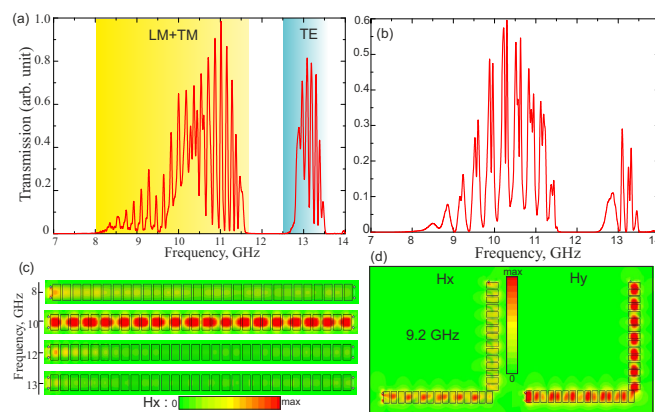 (a)
LM+TM
TE
Transmission (arb. unit)
1.0
0.8
0.6
0.4
0.2
0
7
8
9
10
11
12
13
14
Frequency, GHz
(b)
0.6
0.5
0.4
0.3
0.2
0.1
0
7
8
9
10
11
12
13
14
Frequency, GHz
(c)
Frequency, GHz
8
10
12
13
Hx : 0
max
(d)
Hx
max
0
Hy
9.2 GHz